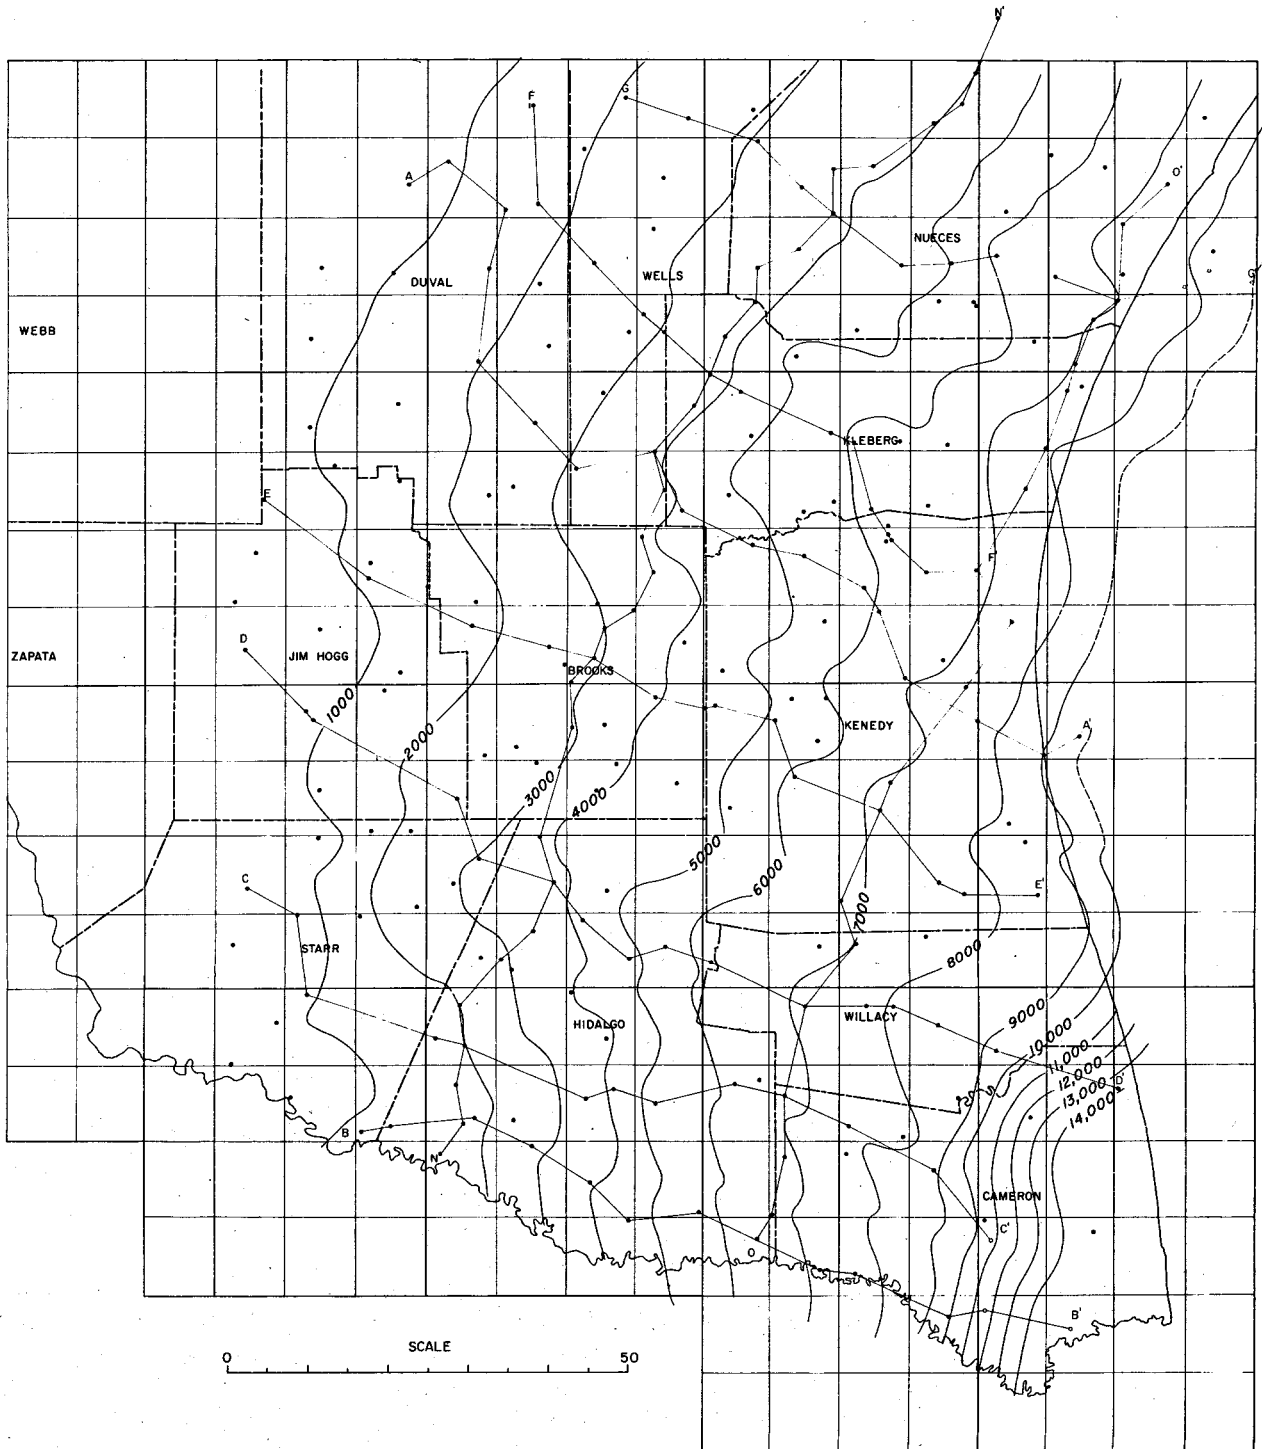 N'
F
G
A
O'
NUECES
G'
DUVAL
WELLS
WEBB
KLEBERG
E
F'
D
ZAPATA
JIM HOGG
BROOKS
1000
A'
KENEDY
2000
3000
4000
5000
6000
C
E'
7000
STARR
8000
9000
HIDALGO
WILLACY
10,000
11,000
12,000
D'
13,000
14,000
B
N
CAMERON
C'
O
B'
SCALE
0 50